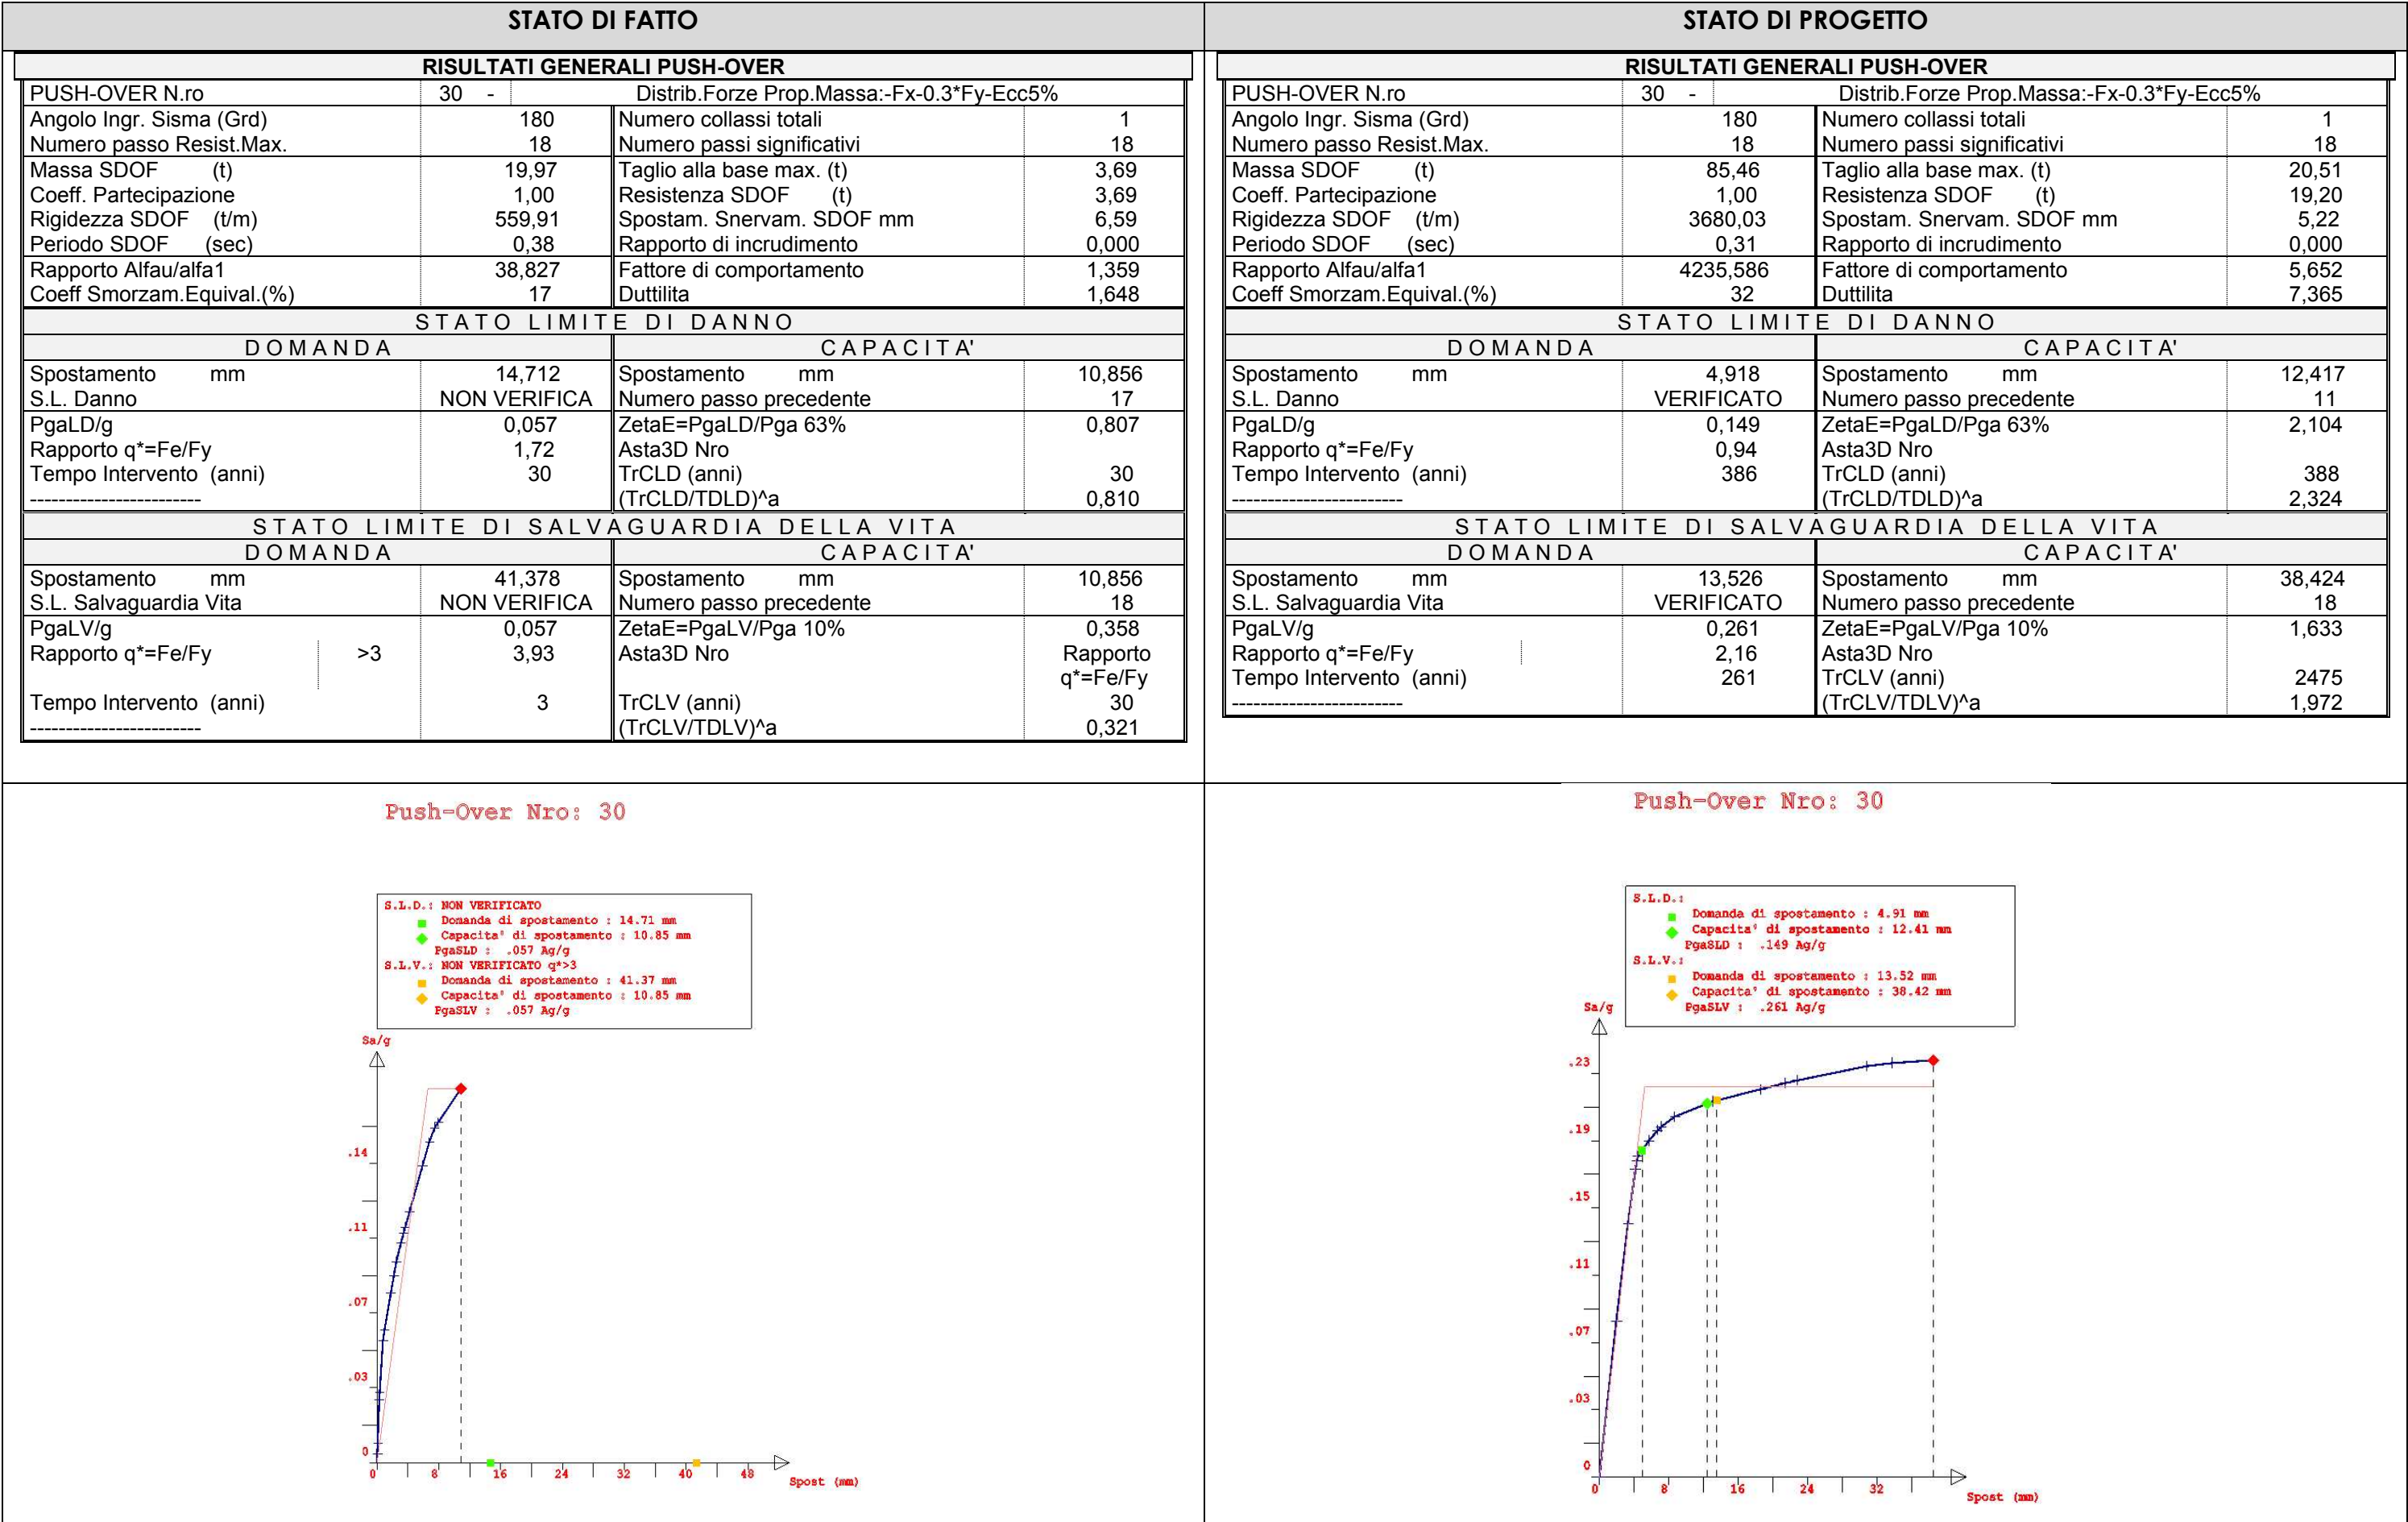 STATO DI FATTO
RISULTATI GENERALI PUSH-OVER
PUSH-OVER N.ro 30 - Distrib.Forze Prop.Massa:-Fx-0.3*Fy-Ecc5%
Angolo Ingr. Sisma (Grd) 180 Numero collassi totali 1
Numero passo Resist.Max. 18 Numero passi significativi 18
Massa SDOF (t) 19,97 Taglio alla base max. (t) 3,69
Coeff. Partecipazione 1,00 Resistenza SDOF (t) 3,69
Rigidezza SDOF (t/m) 559,91 Spostam. Snervam. SDOF mm 6,59
Periodo SDOF (sec) 0,38 Rapporto di incrudimento 0,000
Rapporto Alfau/alfa1 38,827 Fattore di comportamento 1,359
Coeff Smorzam.Equival.(%) 17 Duttilita 1,648
STATO LIMITE DI DANNO
DOMANDA CAPACITA'
Spostamento mm 14,712 Spostamento mm 10,856
S.L. Danno NON VERIFICA Numero passo precedente 17
PgaLD/g 0,057 ZetaE=PgaLD/Pga 63% 0,807
Rapporto q*=Fe/Fy 1,72 Asta3D Nro
Tempo Intervento (anni) 30 TrCLD (anni) 30
------------------------ (TrCLD/TDLD)^a 0,810
STATO LIMITE DI SALVAGUARDIA DELLA VITA
DOMANDA CAPACITA'
Spostamento mm 41,378 Spostamento mm 10,856
S.L. Salvaguardia Vita NON VERIFICA Numero passo precedente 18
PgaLV/g 0,057 ZetaE=PgaLV/Pga 10% 0,358
Rapporto q*=Fe/Fy >3 3,93 Asta3D Nro Rapporto
q*=Fe/Fy
Tempo Intervento (anni) 3 TrCLV (anni) 30
------------------------ (TrCLV/TDLV)^a 0,321
Push-Over Nro: 30
S.L.D.: NON VERIFICATO
Domanda di spostamento : 14.71 mm
Capacita' di spostamento : 10.85 mm
PgaSLD : .057 Ag/g
S.L.V.: NON VERIFICATO q*>3
Domanda di spostamento : 41.37 mm
Capacita' di spostamento : 10.85 mm
PgaSLV : .057 Ag/g
Sa/g
.14
.11
.07
.03
0
0 8 16 24 32 40 48
Spost (mm)
STATO DI PROGETTO
RISULTATI GENERALI PUSH-OVER
PUSH-OVER N.ro 30 - Distrib.Forze Prop.Massa:-Fx-0.3*Fy-Ecc5%
Angolo Ingr. Sisma (Grd) 180 Numero collassi totali 1
Numero passo Resist.Max. 18 Numero passi significativi 18
Massa SDOF (t) 85,46 Taglio alla base max. (t) 20,51
Coeff. Partecipazione 1,00 Resistenza SDOF (t) 19,20
Rigidezza SDOF (t/m) 3680,03 Spostam. Snervam. SDOF mm 5,22
Periodo SDOF (sec) 0,31 Rapporto di incrudimento 0,000
Rapporto Alfau/alfa1 4235,586 Fattore di comportamento 5,652
Coeff Smorzam.Equival.(%) 32 Duttilita 7,365
STATO LIMITE DI DANNO
DOMANDA CAPACITA'
Spostamento mm 4,918 Spostamento mm 12,417
S.L. Danno VERIFICATO Numero passo precedente 11
PgaLD/g 0,149 ZetaE=PgaLD/Pga 63% 2,104
Rapporto q*=Fe/Fy 0,94 Asta3D Nro
Tempo Intervento (anni) 386 TrCLD (anni) 388
------------------------ (TrCLD/TDLD)^a 2,324
STATO LIMITE DI SALVAGUARDIA DELLA VITA
DOMANDA CAPACITA'
Spostamento mm 13,526 Spostamento mm 38,424
S.L. Salvaguardia Vita VERIFICATO Numero passo precedente 18
PgaLV/g 0,261 ZetaE=PgaLV/Pga 10% 1,633
Rapporto q*=Fe/Fy 2,16 Asta3D Nro
Tempo Intervento (anni) 261 TrCLV (anni) 2475
------------------------ (TrCLV/TDLV)^a 1,972
Push-Over Nro: 30
S.L.D.:
Domanda di spostamento : 4.91 mm
Capacita' di spostamento : 12.41 mm
PgaSLD : .149 Ag/g
S.L.V.:
Domanda di spostamento : 13.52 mm
Capacita' di spostamento : 38.42 mm
PgaSLV : .261 Ag/g
Sa/g
.23
.19
.15
.11
.07
.03
0
0 8 16 24 32
Spost (mm)